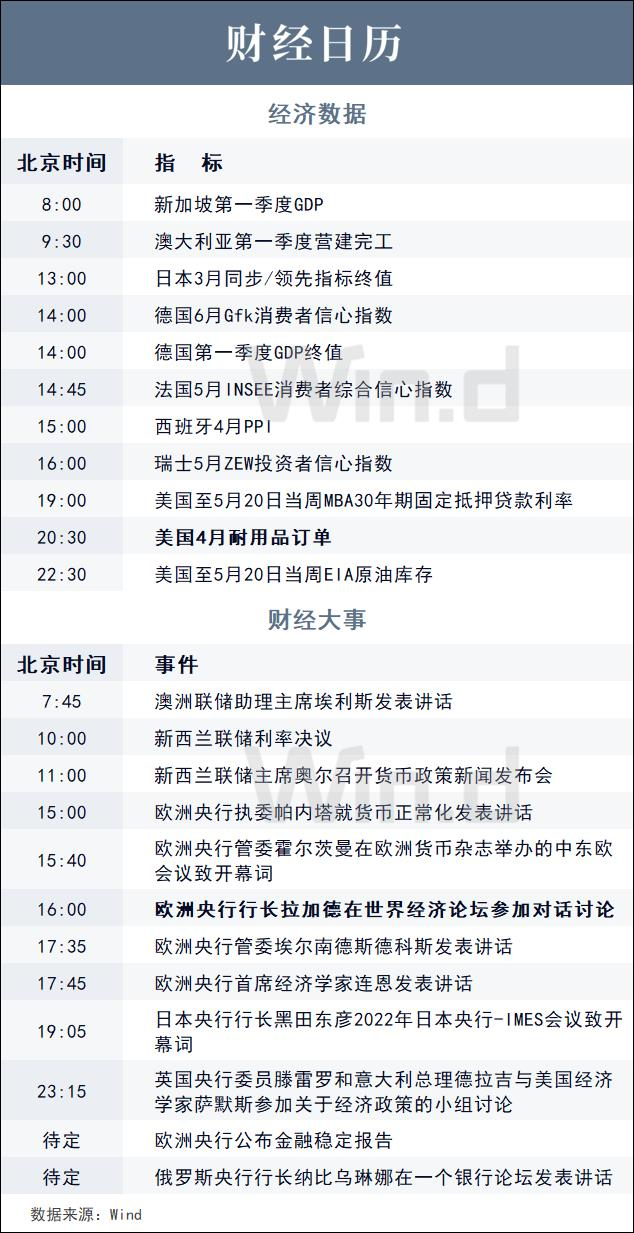 财经日历
经济数据
北京时间 指 标
8:00 新加坡第一季度GDP
9:30 澳大利亚第一季度营建完工
13:00 日本3月同步/领先指标终值
14:00 德国6月Gfk消费者信心指数
14:00 德国第一季度GDP终值
14:45 法国5月INSEE消费者综合信心指数
15:00 西班牙4月PPI
16:00 瑞士5月ZEW投资者信心指数
19:00 美国至5月20日当周MBA30年期固定抵押贷款利率
20:30 美国4月耐用品订单
22:30 美国至5月20日当周EIA原油库存
Win.d
财经大事
北京时间 事件
7:45 澳洲联储助理主席埃利斯发表讲话
10:00 新西兰联储利率决议
11:00 新西兰联储主席奥尔召开货币政策新闻发布会
15:00 欧洲央行执委帕内塔就货币正常化发表讲话
Win.d
15:40 欧洲央行管委霍尔茨曼在欧洲货币杂志举办的中东欧
会议致开幕词
16:00 欧洲央行行长拉加德在世界经济论坛参加对话讨论
17:35 欧洲央行管委埃尔南德斯德科斯发表讲话
17:45 欧洲央行首席经济学家连恩发表讲话
19:05 日本央行行长黑田东彦2022年日本央行-IMES会议致开
幕词
23:15 英国央行委员滕雷罗和意大利总理德拉吉与美国经济
学家萨默斯参加关于经济政策的小组讨论
待定 欧洲央行公布金融稳定报告
待定 俄罗斯央行行长纳比乌琳娜在一个银行论坛发表讲话
数据来源：Wind